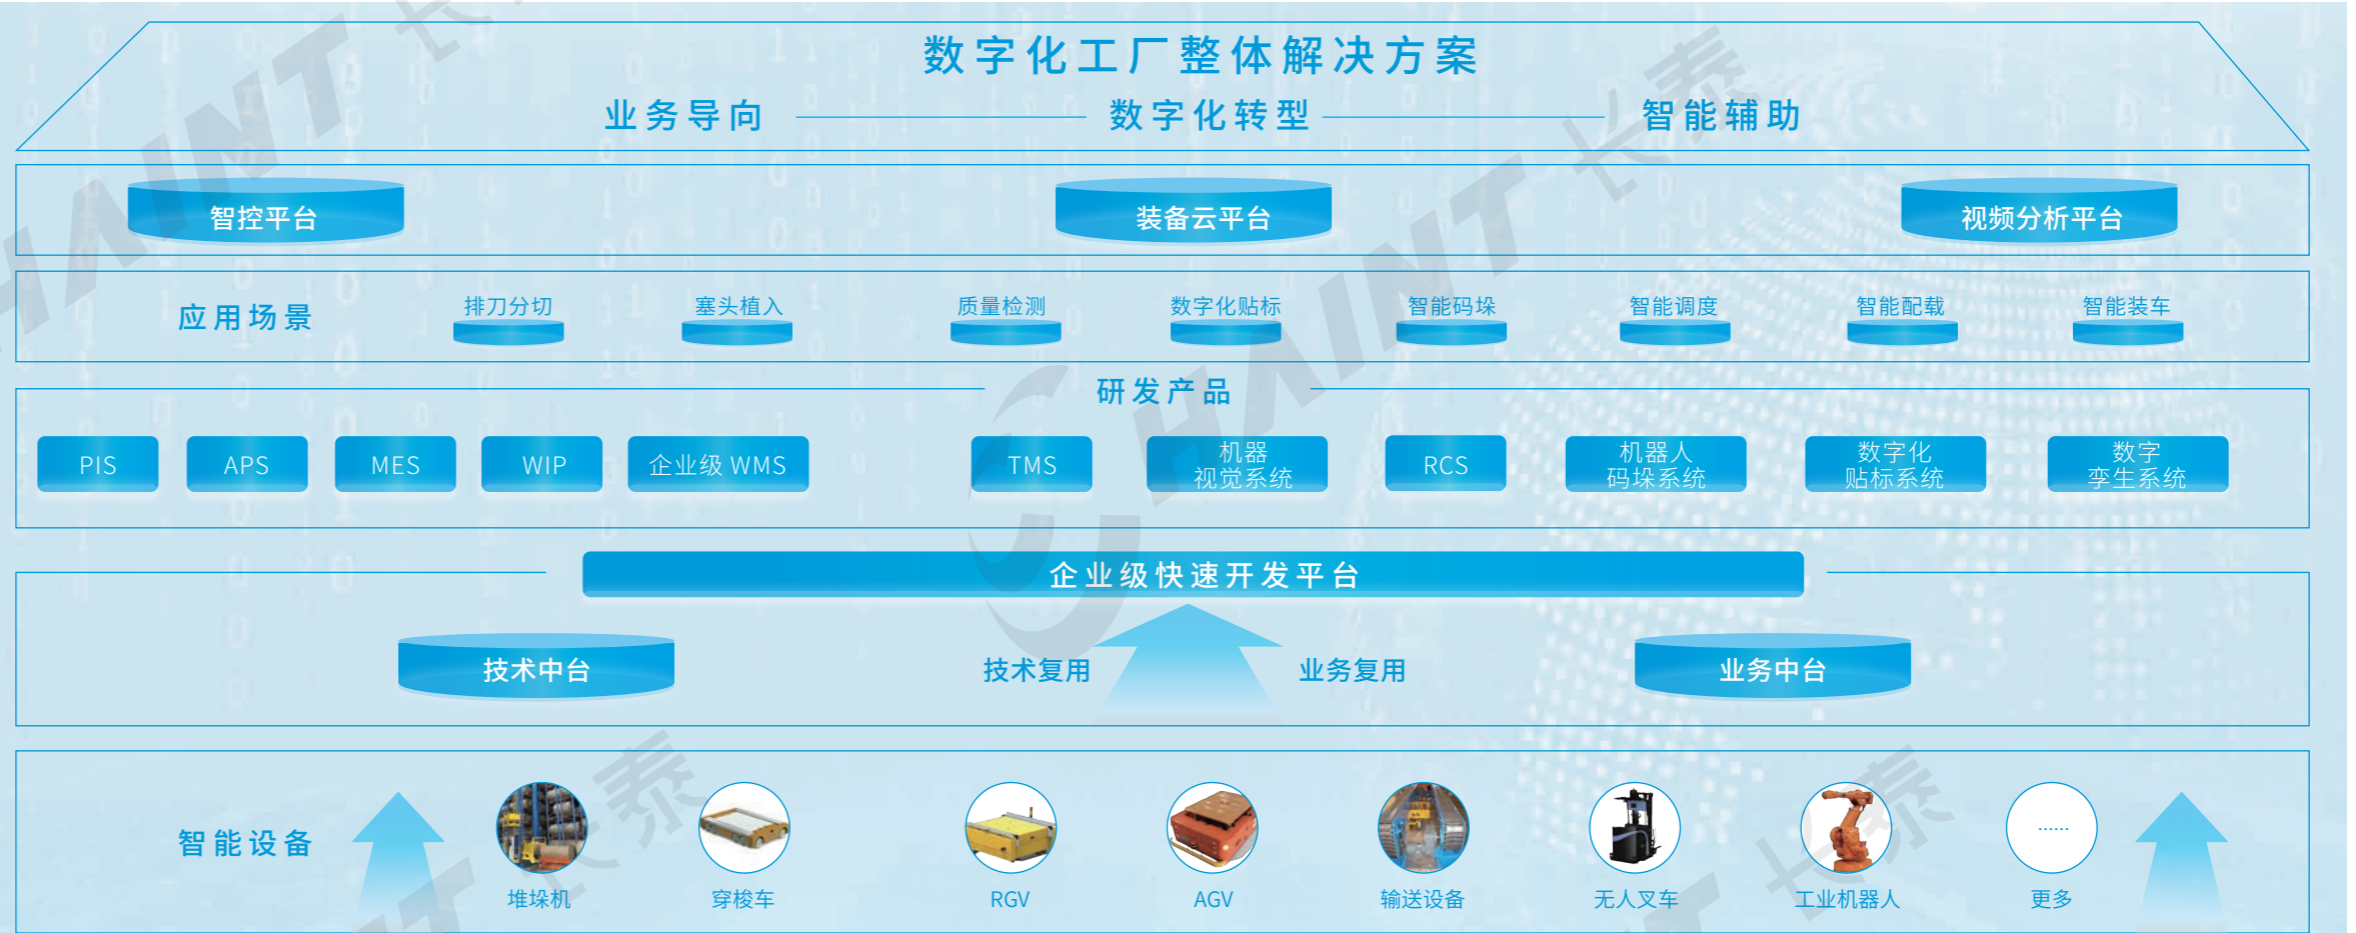 数字化工厂整体解决方案
业务导向 数字化转型 智能辅助
智控平台 装备云平台 视频分析平台
应用场景 排刀分切 塞头植入 质量检测 数字化贴标 智能码垛 智能调度 智能配载 智能装车
研发产品
PIS APS MES WIP 企业级 WMS TMS 机器 视觉系统 RCS 机器人 码垛系统 数字化 贴标系统 数字 孪生系统
企业级快速开发平台
技术中台 技术复用 业务复用 业务中台
智能设备
堆垛机 穿梭车 RGV AGV 输送设备 无人叉车 工业机器人 ...... 更多
CHAINT 长泰